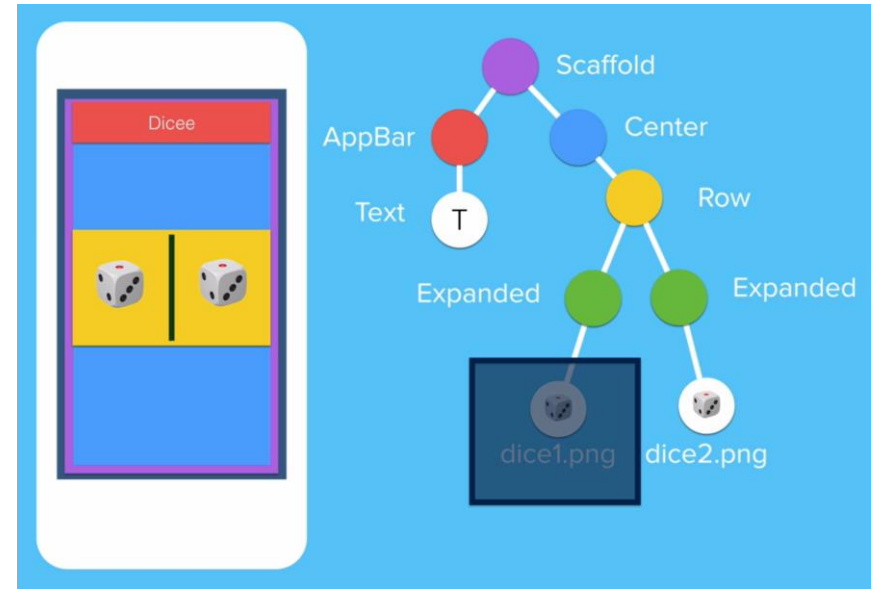 Dicee
Scaffold
AppBar
Center
Text
T
Row
Expanded
Expanded
dice1.png
dice2.png